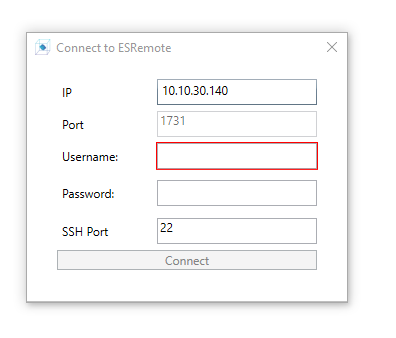 Connect to ESRemote
IP 10.10.30.140
Port 1731
Username:
Password:
SSH Port 22
Connect